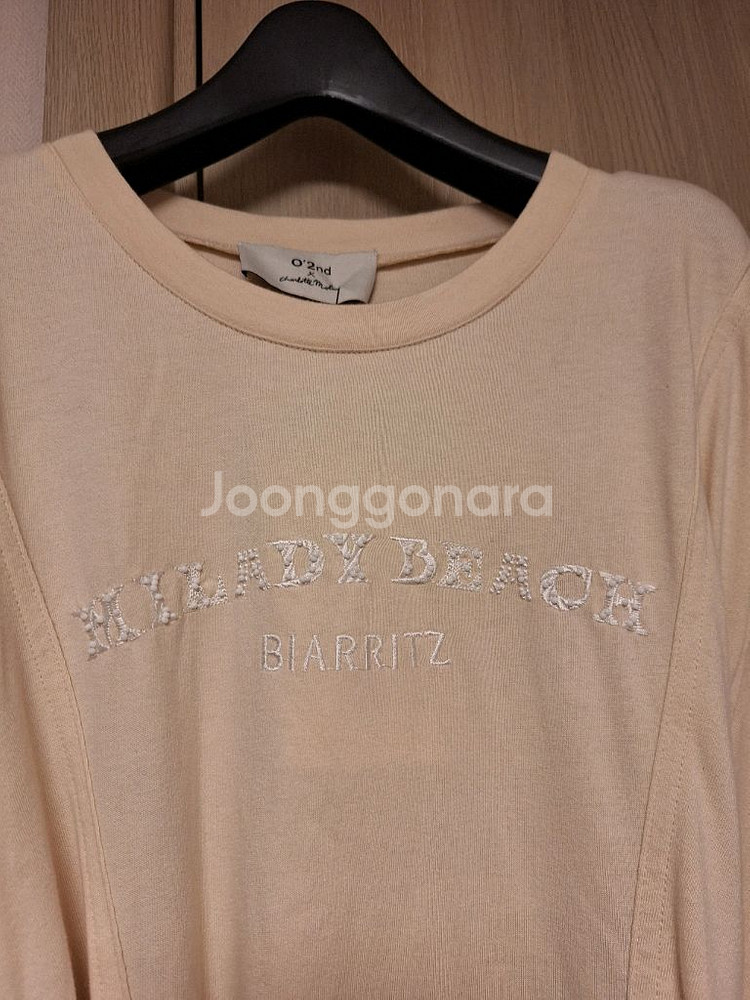 O'2nd
x
Joonggonara
MILADY BEACH
BIARRITZ